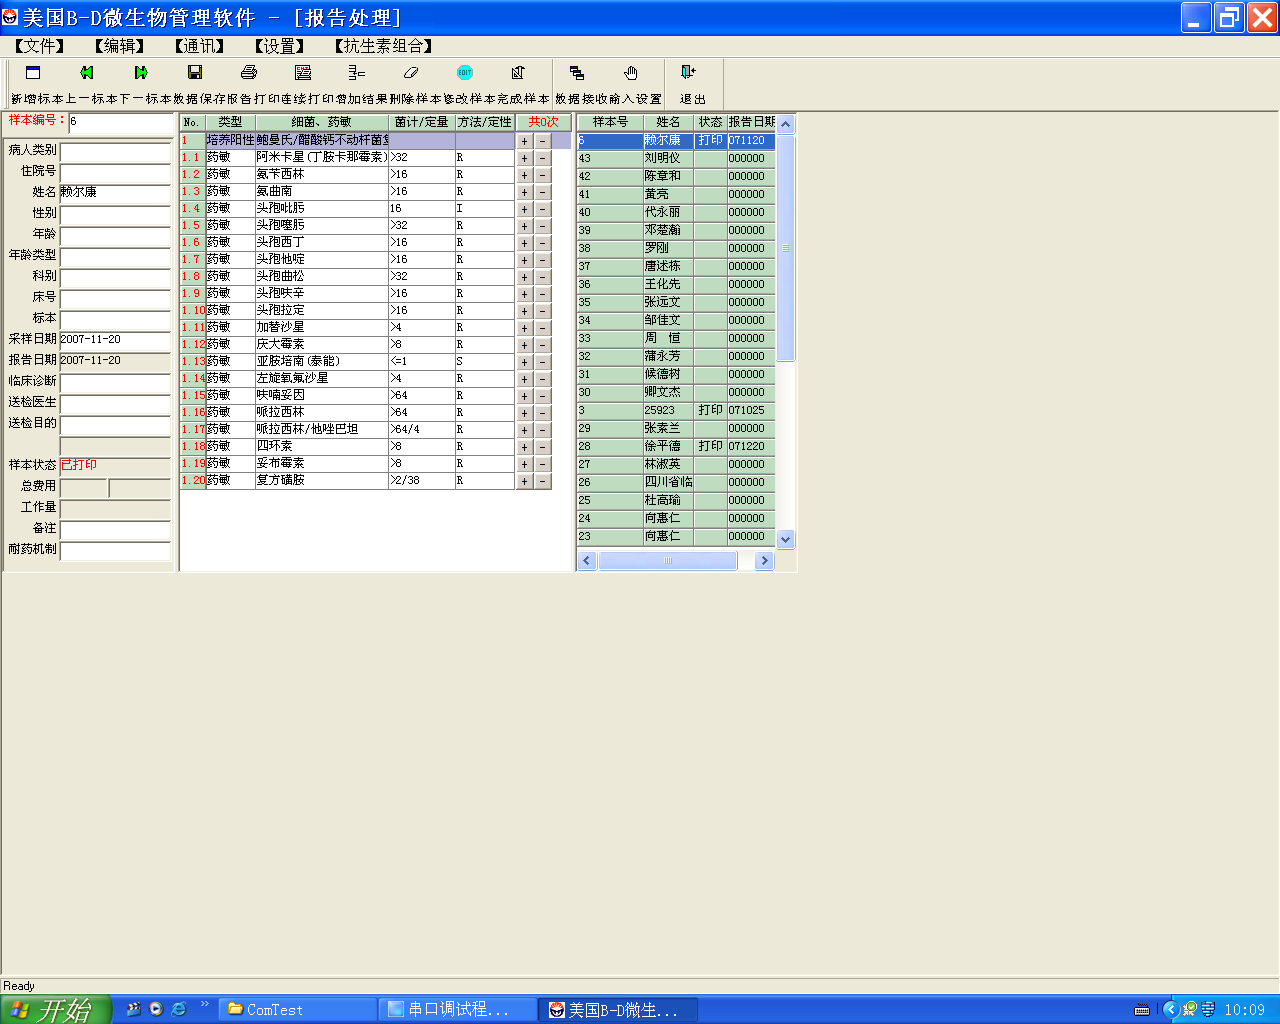 美国B-D微生物管理软件 - [报告处理]
【文件】 【编辑】 【通讯】 【设置】 【抗生素组合】
新增标本 上一标本 下一标本 数据保存 报告打印 连续打印 增加结果 删除样本 修改样本 完成样本 数据接收 输入设置 退出
样本编号: 6
病人类别
住院号
姓名 赖尔康
性别
年龄
年龄类型
科别
床号
标本
采样日期 2007-11-20
报告日期 2007-11-20
临床诊断
送检医生
送检目的
样本状态 已打印
总费用
工作量
备注
耐药机制
No. 类型 细菌、药敏 菌计/定量 方法/定性 共0次
1 培养阳性 鲍曼氏/醋酸钙不动杆菌 + -
1.1 药敏 阿米卡星(丁胺卡那霉素) >32 R + -
1.2 药敏 氨苄西林 >16 R + -
1.3 药敏 氨曲南 >16 R + -
1.4 药敏 头孢吡肟 16 I + -
1.5 药敏 头孢噻肟 >32 R + -
1.6 药敏 头孢西丁 >16 R + -
1.7 药敏 头孢他啶 >16 R + -
1.8 药敏 头孢曲松 >32 R + -
1.9 药敏 头孢呋辛 >16 R + -
1.10 药敏 头孢拉定 >16 R + -
1.11 药敏 加替沙星 >4 R + -
1.12 药敏 庆大霉素 >8 R + -
1.13 药敏 亚胺培南(泰能) <=1 S + -
1.14 药敏 左旋氧氟沙星 >4 R + -
1.15 药敏 呋喃妥因 >64 R + -
1.16 药敏 哌拉西林 >64 R + -
1.17 药敏 哌拉西林/他唑巴坦 >64/4 R + -
1.18 药敏 四环素 >8 R + -
1.19 药敏 妥布霉素 >8 R + -
1.20 药敏 复方磺胺 >2/38 R + -
样本号 姓名 状态 报告日期
6 赖尔康 打印 071120
43 刘明仪 000000
42 陈章和 000000
41 黄亮 000000
40 代永丽 000000
39 邓楚瀚 000000
38 罗刚 000000
37 唐述栋 000000
36 王化先 000000
35 张远文 000000
34 邹佳文 000000
33 周 恒 000000
32 蒲永芳 000000
31 候德树 000000
30 卿文杰 000000
3 25923 打印 071025
29 张素兰 000000
28 徐平德 打印 071220
27 林淑英 000000
26 四川省临 000000
25 杜高瑜 000000
24 向惠仁 000000
23 向惠仁 000000
Ready
开始 ComTest 串口调试程... 美国B-D微生... 10:09